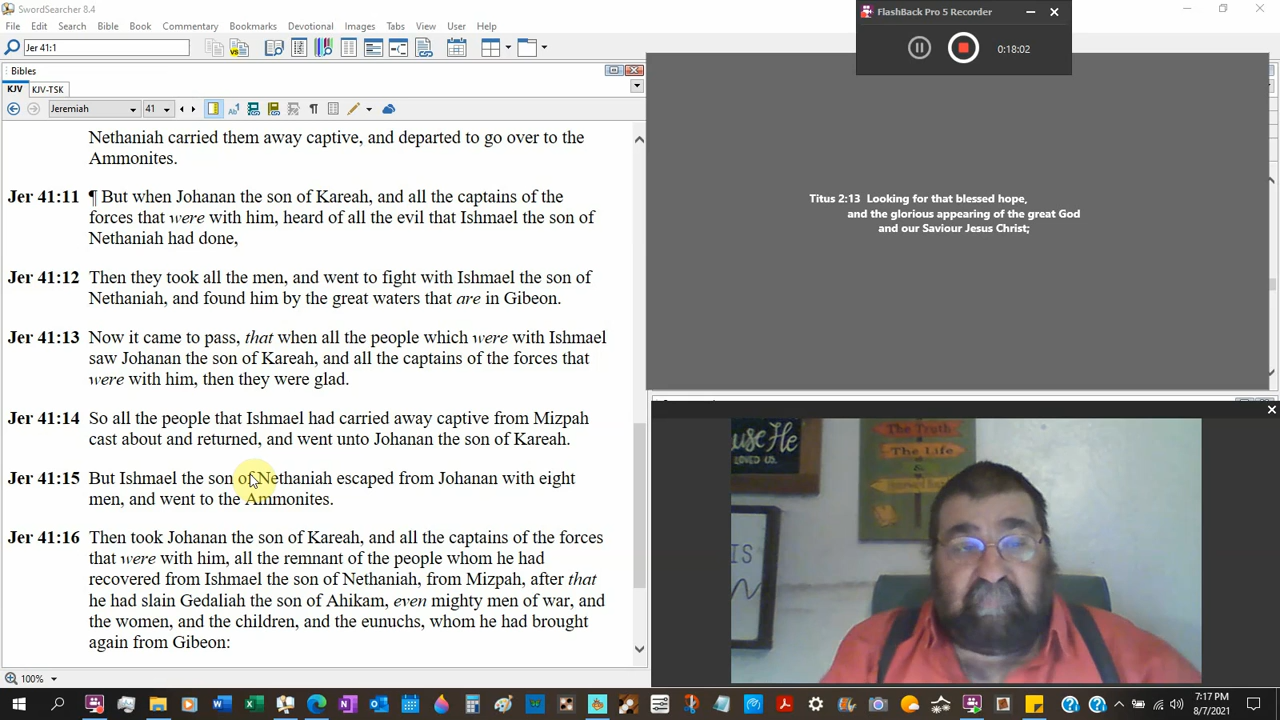 SwordSearcher 8.4
File Edit Search Bible Book Commentary Bookmarks Devotional Images Tabs View User Help
Jer 41:1
Bibles
KJV KJV-TSK
Jeremiah 41
Nethaniah carried them away captive, and departed to go over to the
Ammonites.
Jer 41:11 ¶ But when Johanan the son of Kareah, and all the captains of the
forces that were with him, heard of all the evil that Ishmael the son of
Nethaniah had done,
Jer 41:12 Then they took all the men, and went to fight with Ishmael the son of
Nethaniah, and found him by the great waters that are in Gibeon.
Jer 41:13 Now it came to pass, that when all the people which were with Ishmael
saw Johanan the son of Kareah, and all the captains of the forces that
were with him, then they were glad.
Jer 41:14 So all the people that Ishmael had carried away captive from Mizpah
cast about and returned, and went unto Johanan the son of Kareah.
Jer 41:15 But Ishmael the son of Nethaniah escaped from Johanan with eight
men, and went to the Ammonites.
Jer 41:16 Then took Johanan the son of Kareah, and all the captains of the forces
that were with him, all the remnant of the people whom he had
recovered from Ishmael the son of Nethaniah, from Mizpah, after that
he had slain Gedaliah the son of Ahikam, even mighty men of war, and
the women, and the children, and the eunuchs, whom he had brought
again from Gibeon:
100%
FlashBack Pro 5 Recorder
0:18:02
Titus 2:13 Looking for that blessed hope,
and the glorious appearing of the great God
and our Saviour Jesus Christ;
use He
LOVED US.
The Truth
The Life
IS
7:17 PM
8/7/2021